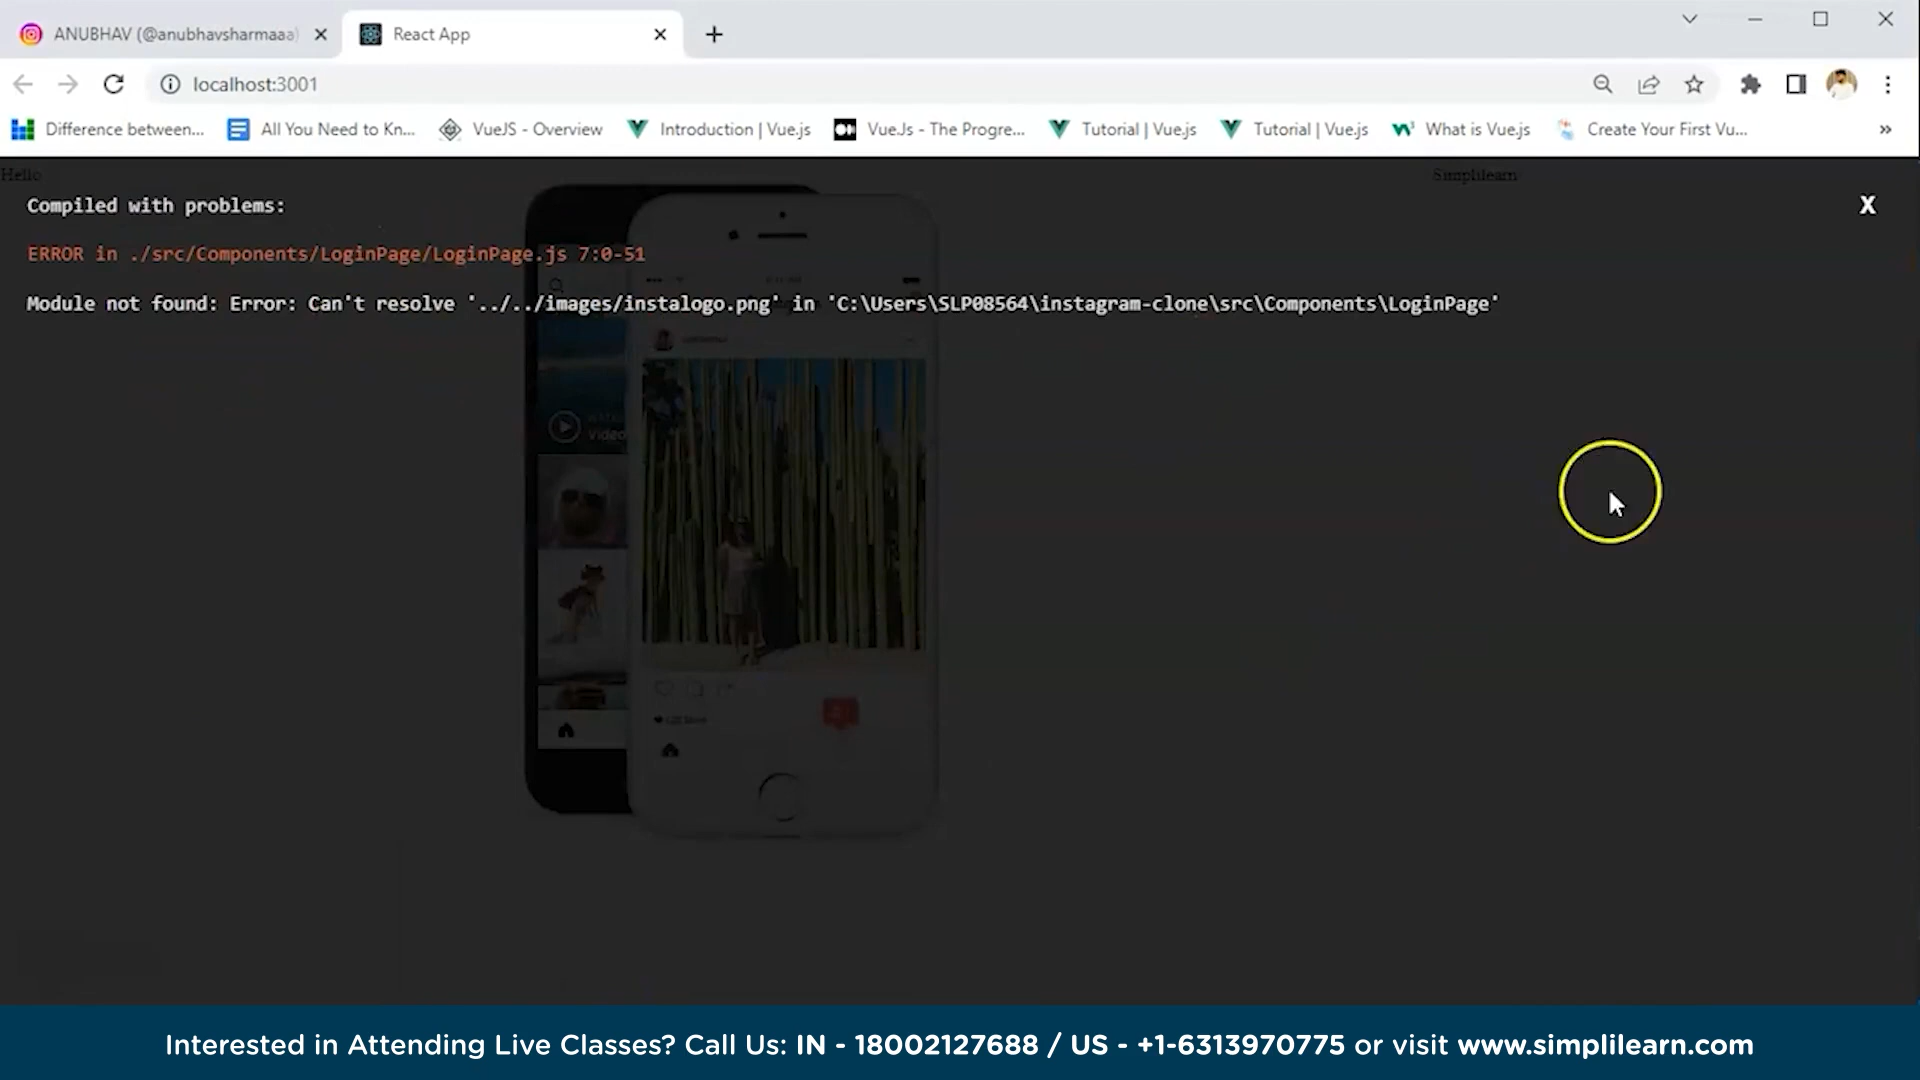 ANUBHAV (@anubhavsharmaaa)
React App
localhost:3001
Difference between...
All You Need to Kn...
VueJS - Overview
Introduction | Vue.js
VueJs - The Progre...
Tutorial | Vue.js
Tutorial | Vue.js
What is Vue.js
Create Your First Vu...
Hello
Simplilearn
Compiled with problems:
X
ERROR in ./src/Components/LoginPage/LoginPage.js 7:0-51
Module not found: Error: Can't resolve '../../images/instalogo.png' in 'C:\Users\SLP08564\instagram-clone\src\Components\LoginPage'
Video
Interested in Attending Live Classes? Call Us: IN - 18002127688 / US - +1-6313970775 or visit www.simplilearn.com